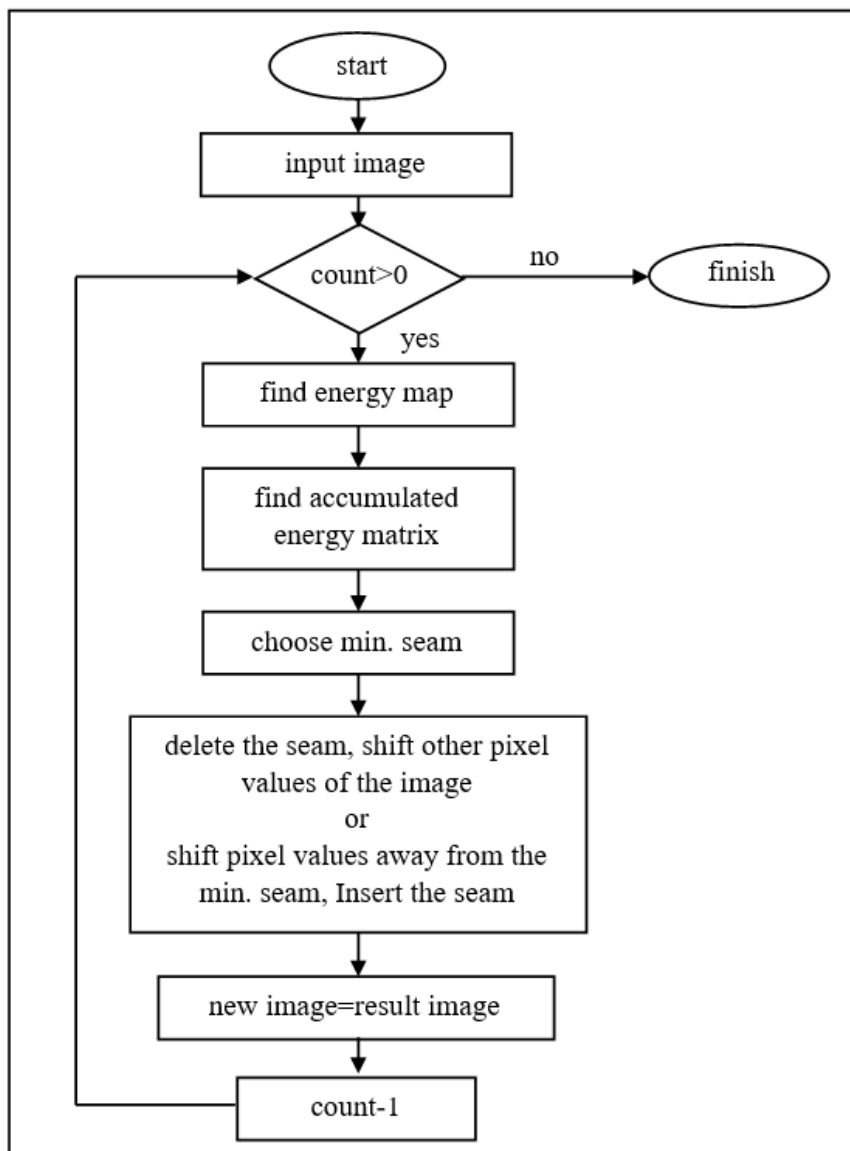 start
input image
count>0
no
finish
yes
find energy map
find accumulated
energy matrix
choose min. seam
delete the seam, shift other pixel
values of the image
or
shift pixel values away from the
min. seam, Insert the seam
new image=result image
count-1